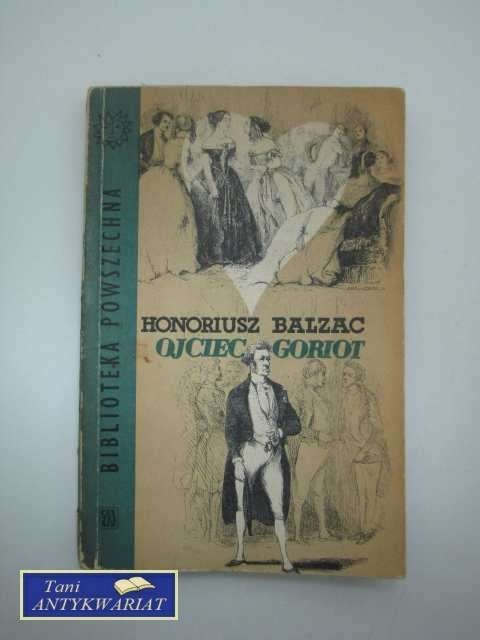 BIBLIOTEKA POWSZECHNA
HONORIUSZ BALZAC
OJCIEC GORIOT
Tani
ANTYKWARIAT